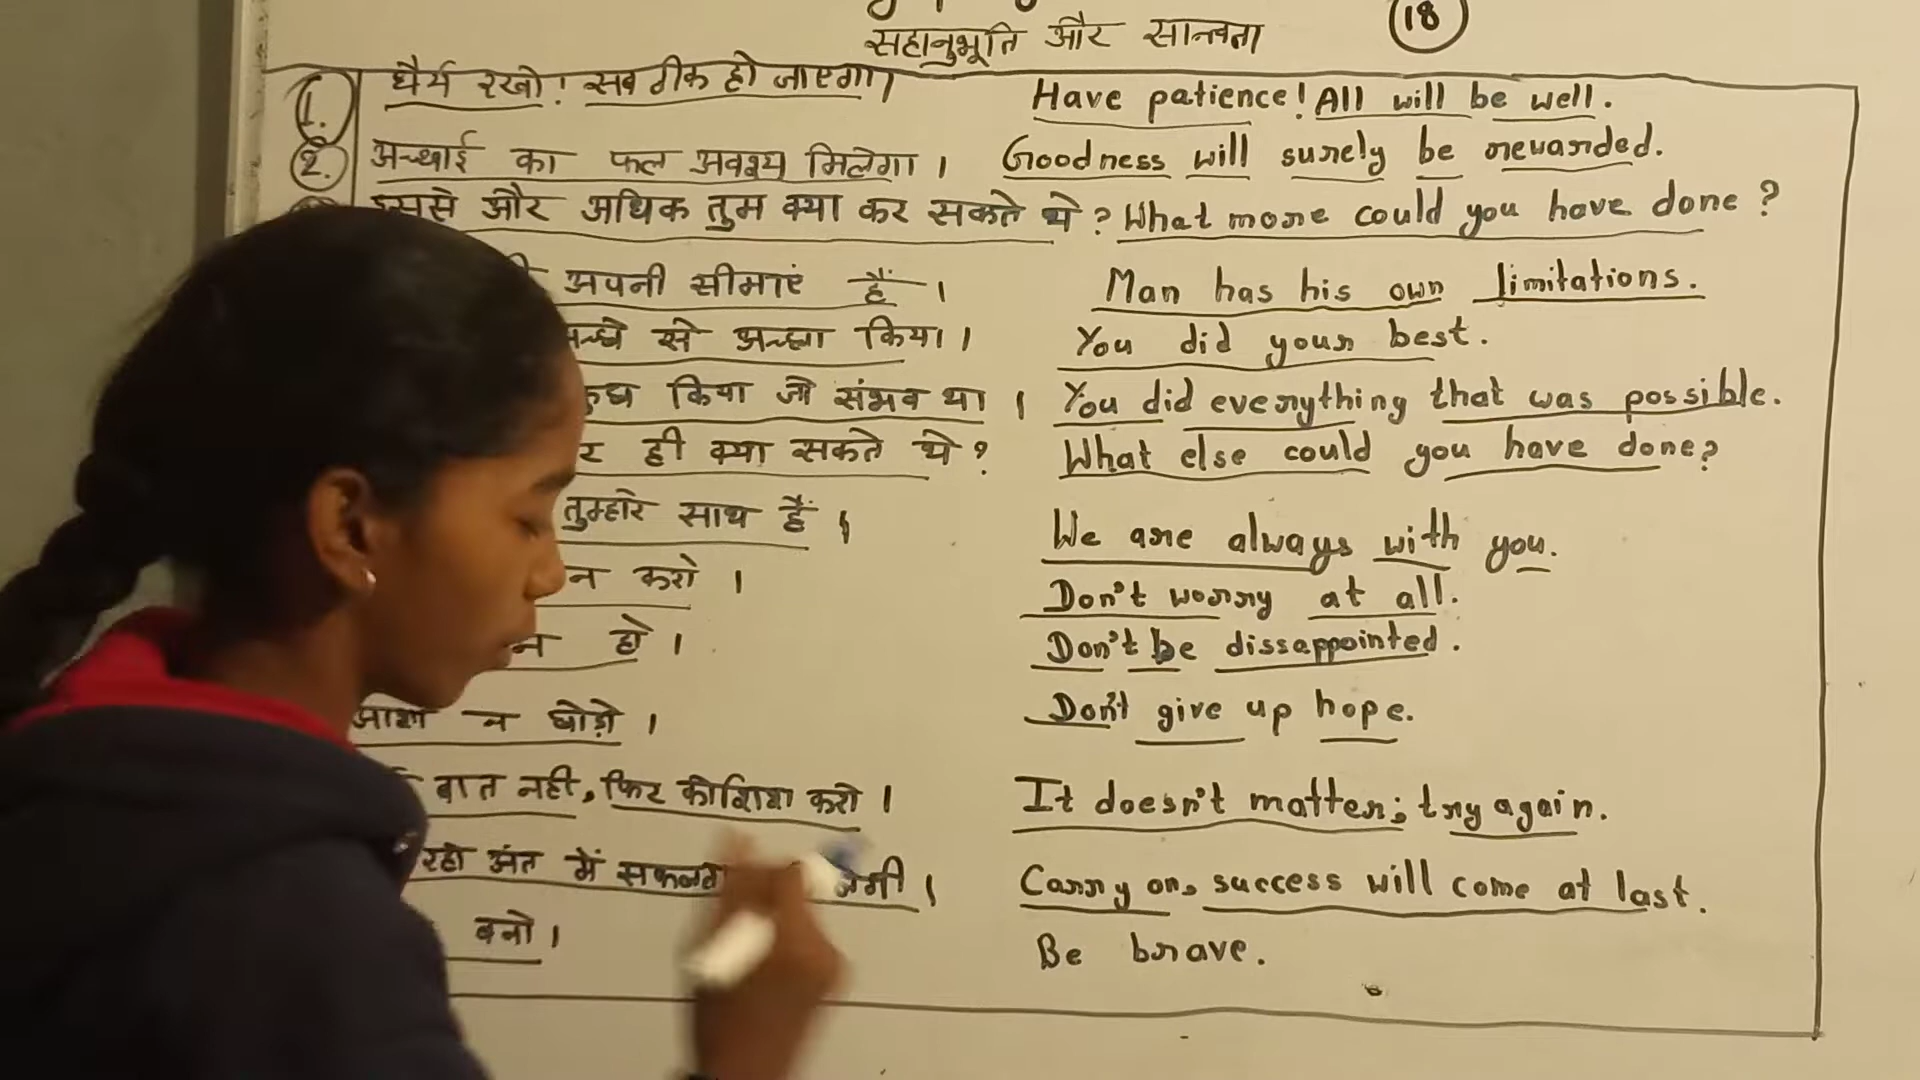 सहानुभूति और सान्त्वना 18
1. धैर्य रखो! सब ठीक हो जाएगा। Have patience! All will be well.
2. अच्छाई का फल अवश्य मिलेगा। Goodness will surely be rewarded.
इससे और अधिक तुम क्या कर सकते थे? What more could you have done?
अपनी सीमाएं हैं। Man has his own limitations.
से अच्छा किया। You did your best.
किया जो संभव था। You did everything that was possible.
ही क्या सकते थे? What else could you have done?
तुम्हारे साथ हैं। We are always with you.
न करो। Don't worry at all.
न हो। Don't be dissappointed.
आशा न छोड़ो। Don't give up hope.
बात नही, फिर कोशिश करो। It doesn't matter; try again.
रहो अंत में सफलता Carry on, success will come at last.
बनो। Be brave.